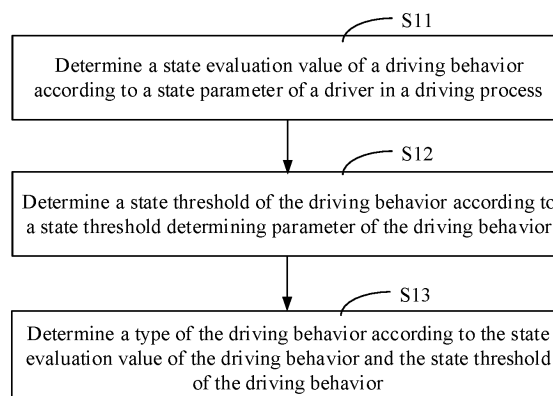 S11
Determine a state evaluation value of a driving behavior
according to a state parameter of a driver in a driving process
S12
Determine a state threshold of the driving behavior according to
a state threshold determining parameter of the driving behavior
S13
Determine a type of the driving behavior according to the state
evaluation value of the driving behavior and the state threshold
of the driving behavior